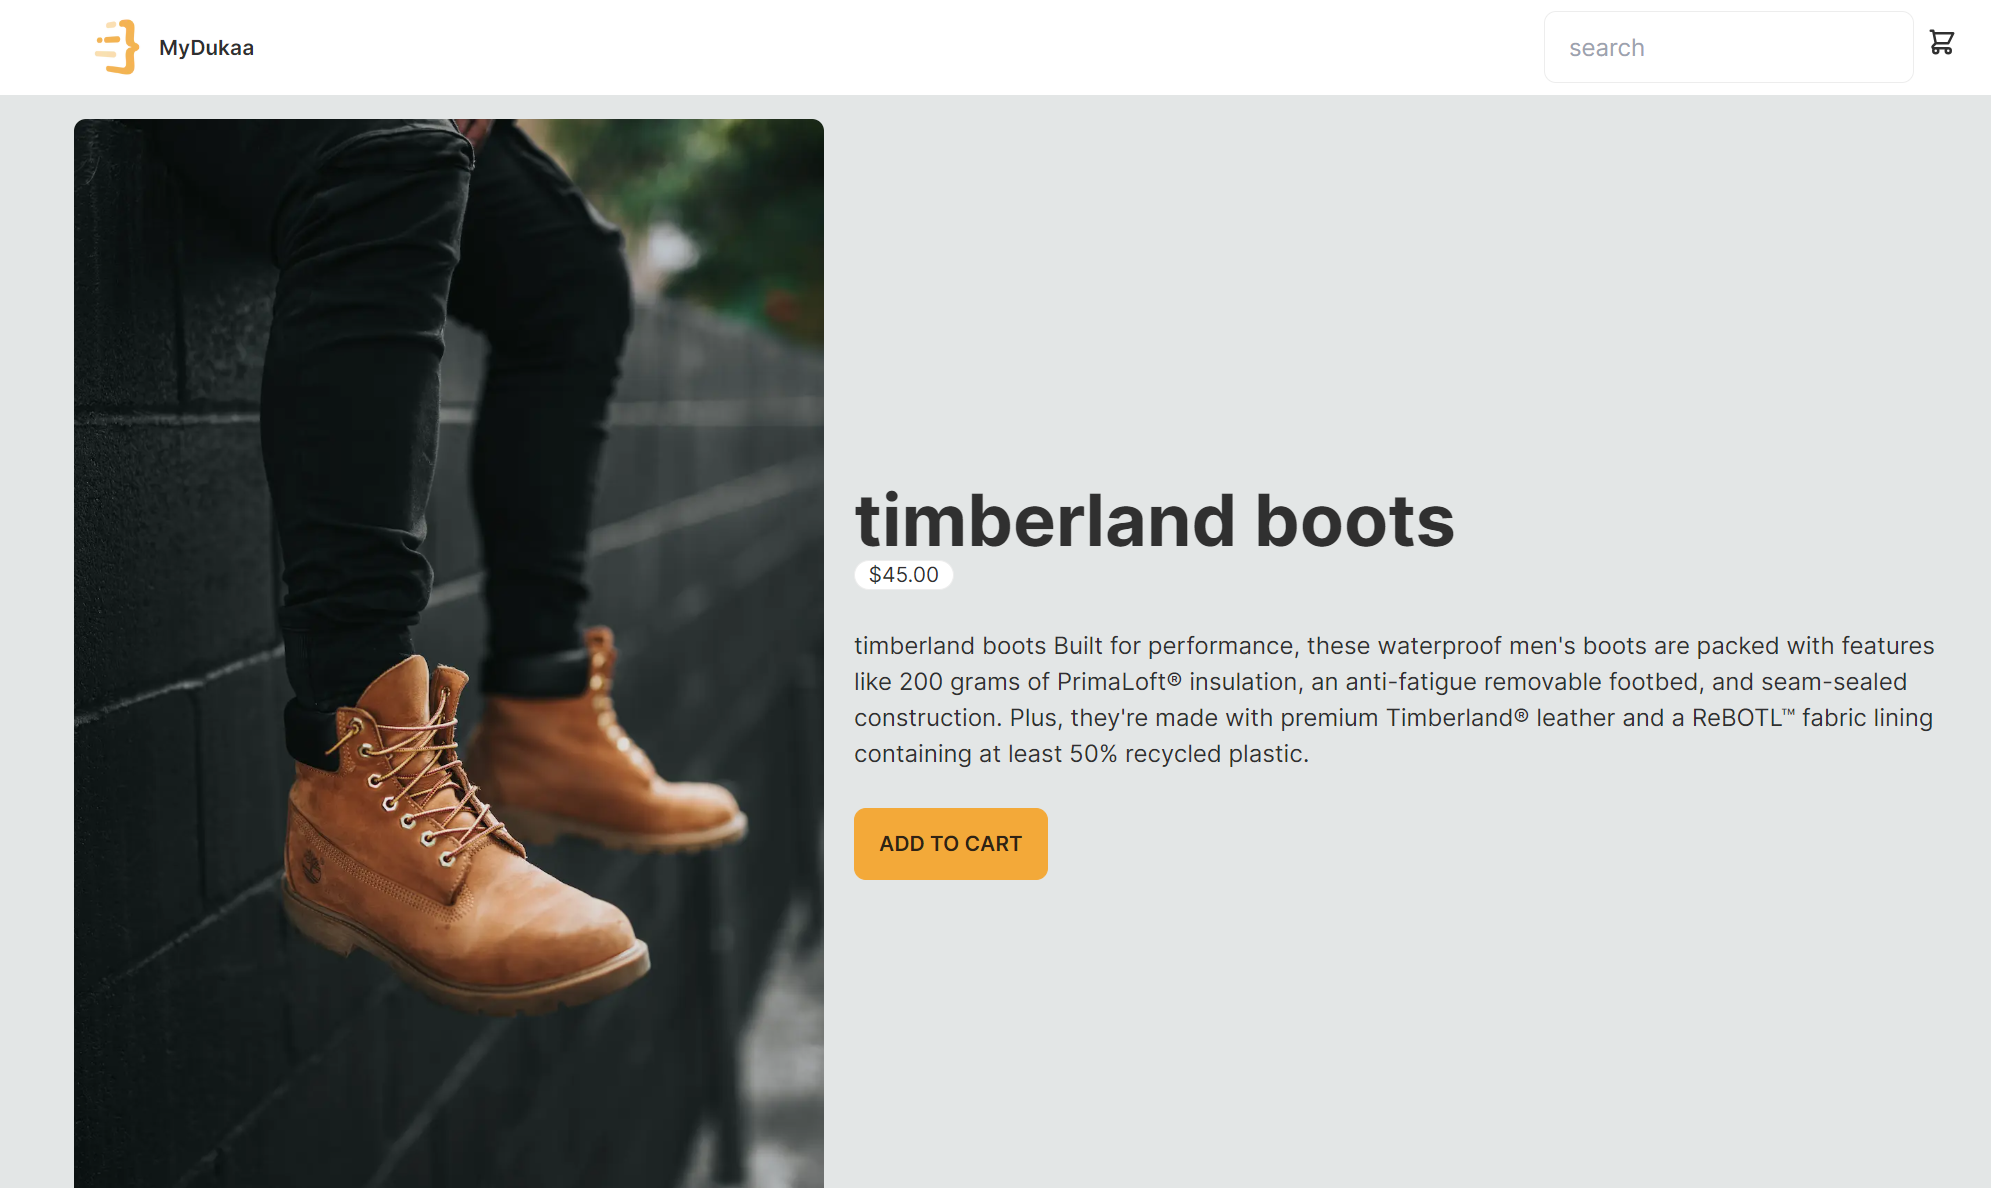 MyDukaa
search
timberland boots
$45.00
timberland boots Built for performance, these waterproof men's boots are packed with features
like 200 grams of PrimaLoft® insulation, an anti-fatigue removable footbed, and seam-sealed
construction. Plus, they're made with premium Timberland® leather and a ReBOTL™ fabric lining
containing at least 50% recycled plastic.
ADD TO CART